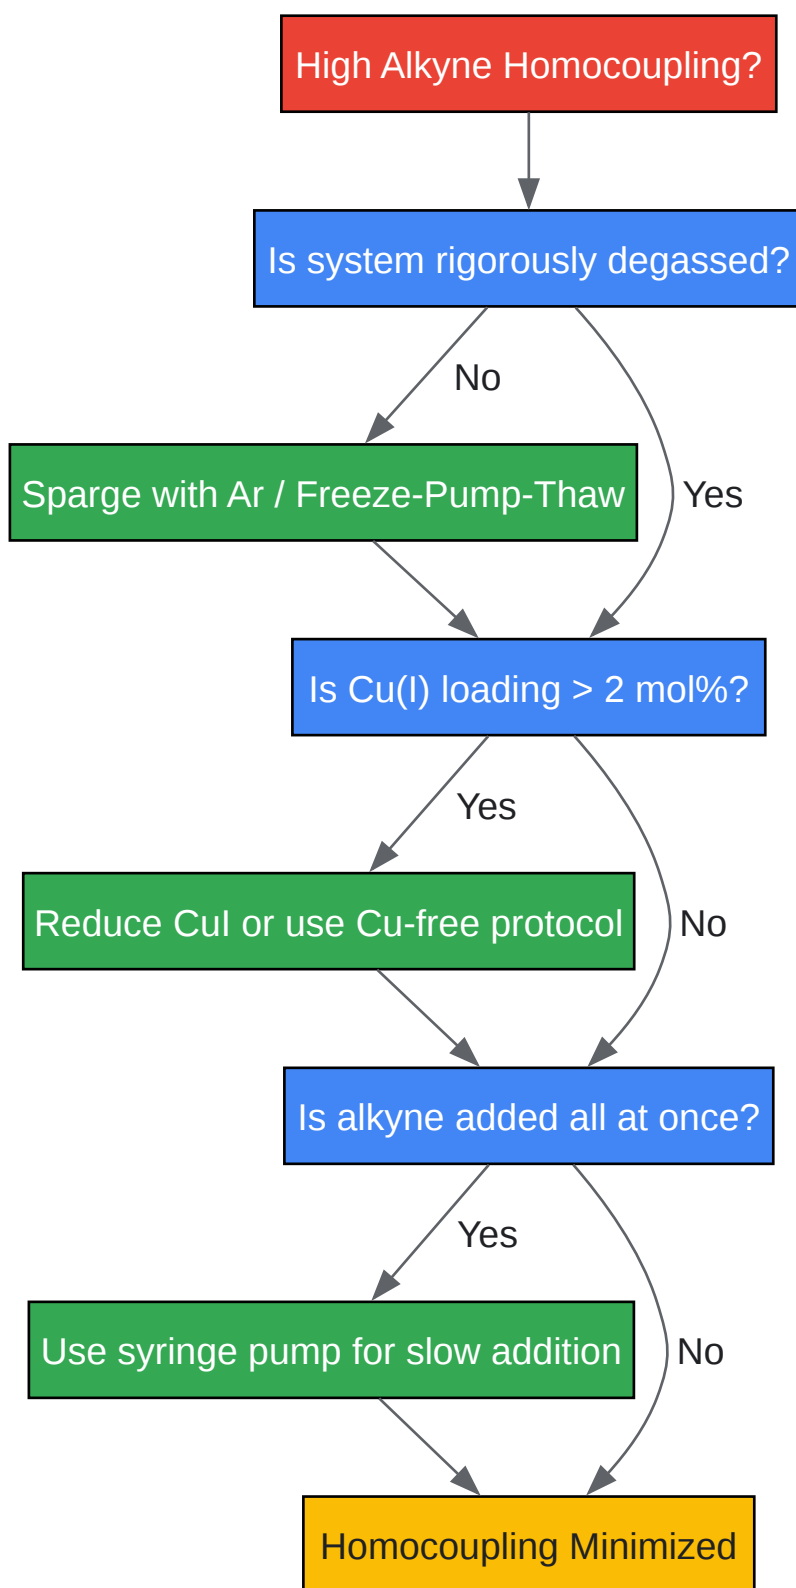 High Alkyne Homocoupling?
Is system rigorously degassed?
No
Sparge with Ar / Freeze-Pump-Thaw
Yes
Is Cu(I) loading > 2 mol%?
Yes
Reduce CuI or use Cu-free protocol
No
Is alkyne added all at once?
Yes
Use syringe pump for slow addition
No
Homocoupling Minimized